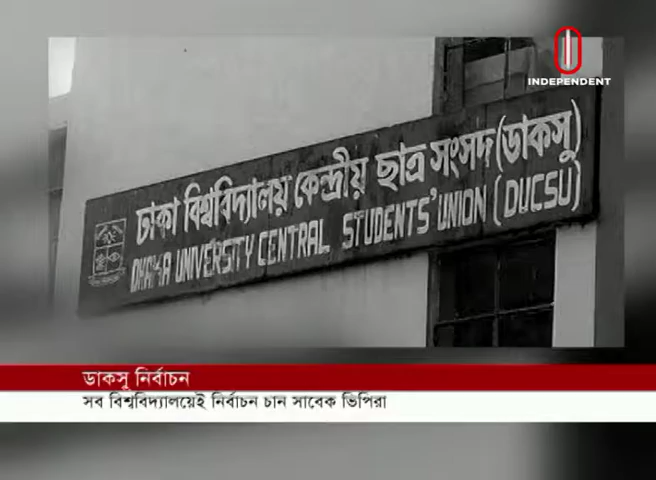 INDEPENDENT
ঢাকা বিশ্ববিদ্যালয় কেন্দ্রীয় ছাত্র সংসদ (ডাকসু)
DHAKA UNIVERSITY CENTRAL STUDENTS' UNION (DUCSU)
ডাকসু নির্বাচন
সব বিশ্ববিদ্যালয়েই নির্বাচন চান সাবেক ভিপিরা